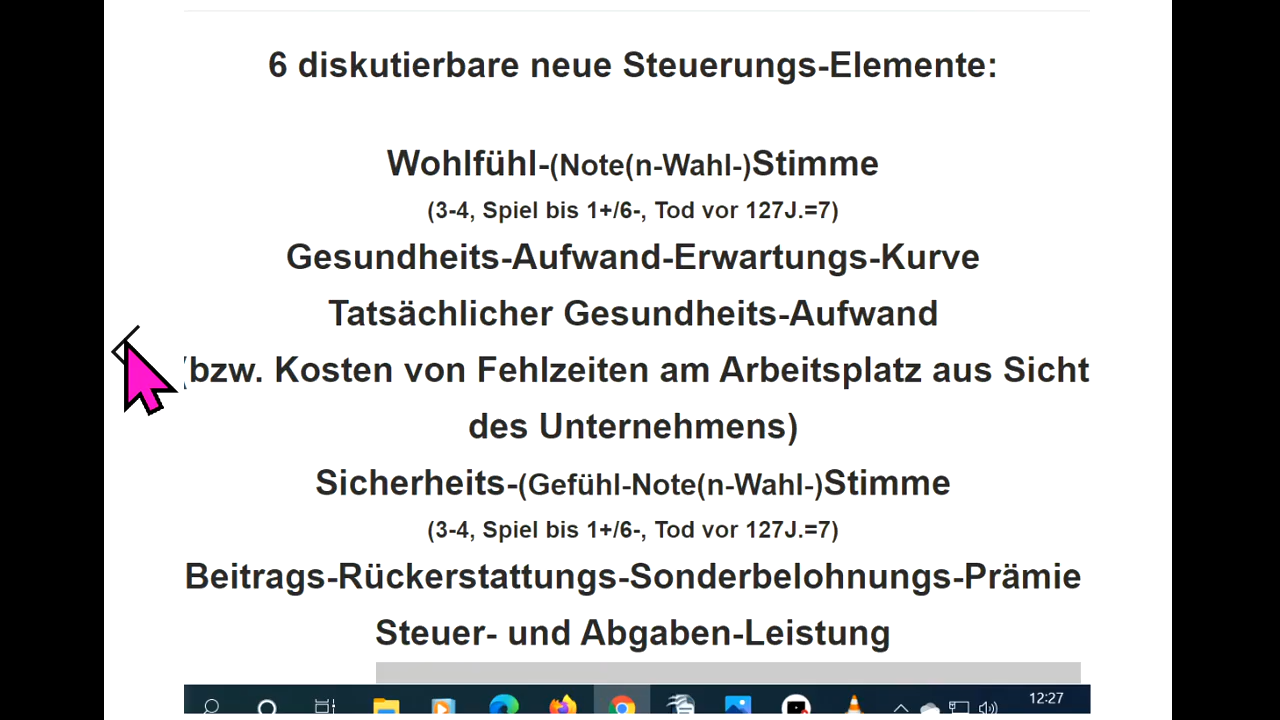 6 diskutierbare neue Steuerungs-Elemente:
Wohlfühl-(Note(n-Wahl-)Stimme
(3-4, Spiel bis 1+/6-, Tod vor 127J.=7)
Gesundheits-Aufwand-Erwartungs-Kurve
Tatsächlicher Gesundheits-Aufwand
(bzw. Kosten von Fehlzeiten am Arbeitsplatz aus Sicht
des Unternehmens)
Sicherheits-(Gefühl-Note(n-Wahl-)Stimme
(3-4, Spiel bis 1+/6-, Tod vor 127J.=7)
Beitrags-Rückerstattungs-Sonderbelohnungs-Prämie
Steuer- und Abgaben-Leistung
12:27